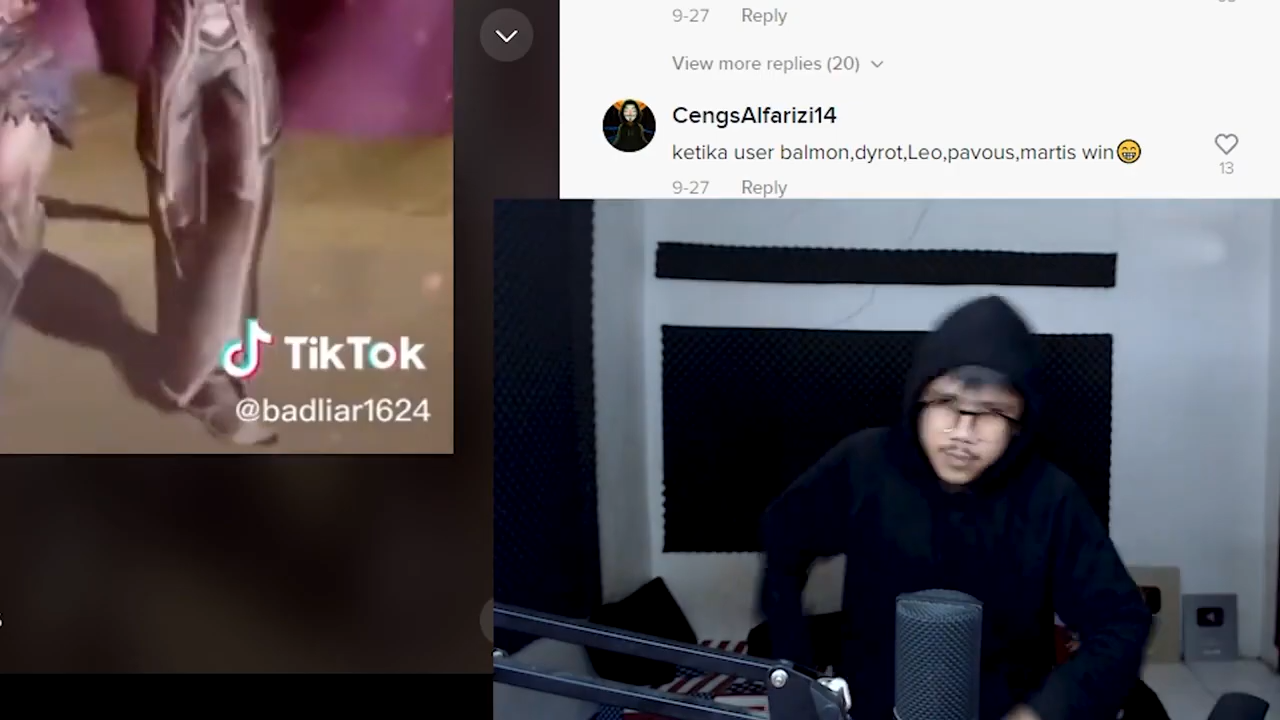 9-27 Reply
View more replies (20)
CengsAlfarizi14
ketika user balmon,dyrot,Leo,pavous,martis win😁
13
9-27 Reply
TikTok
@badliar1624